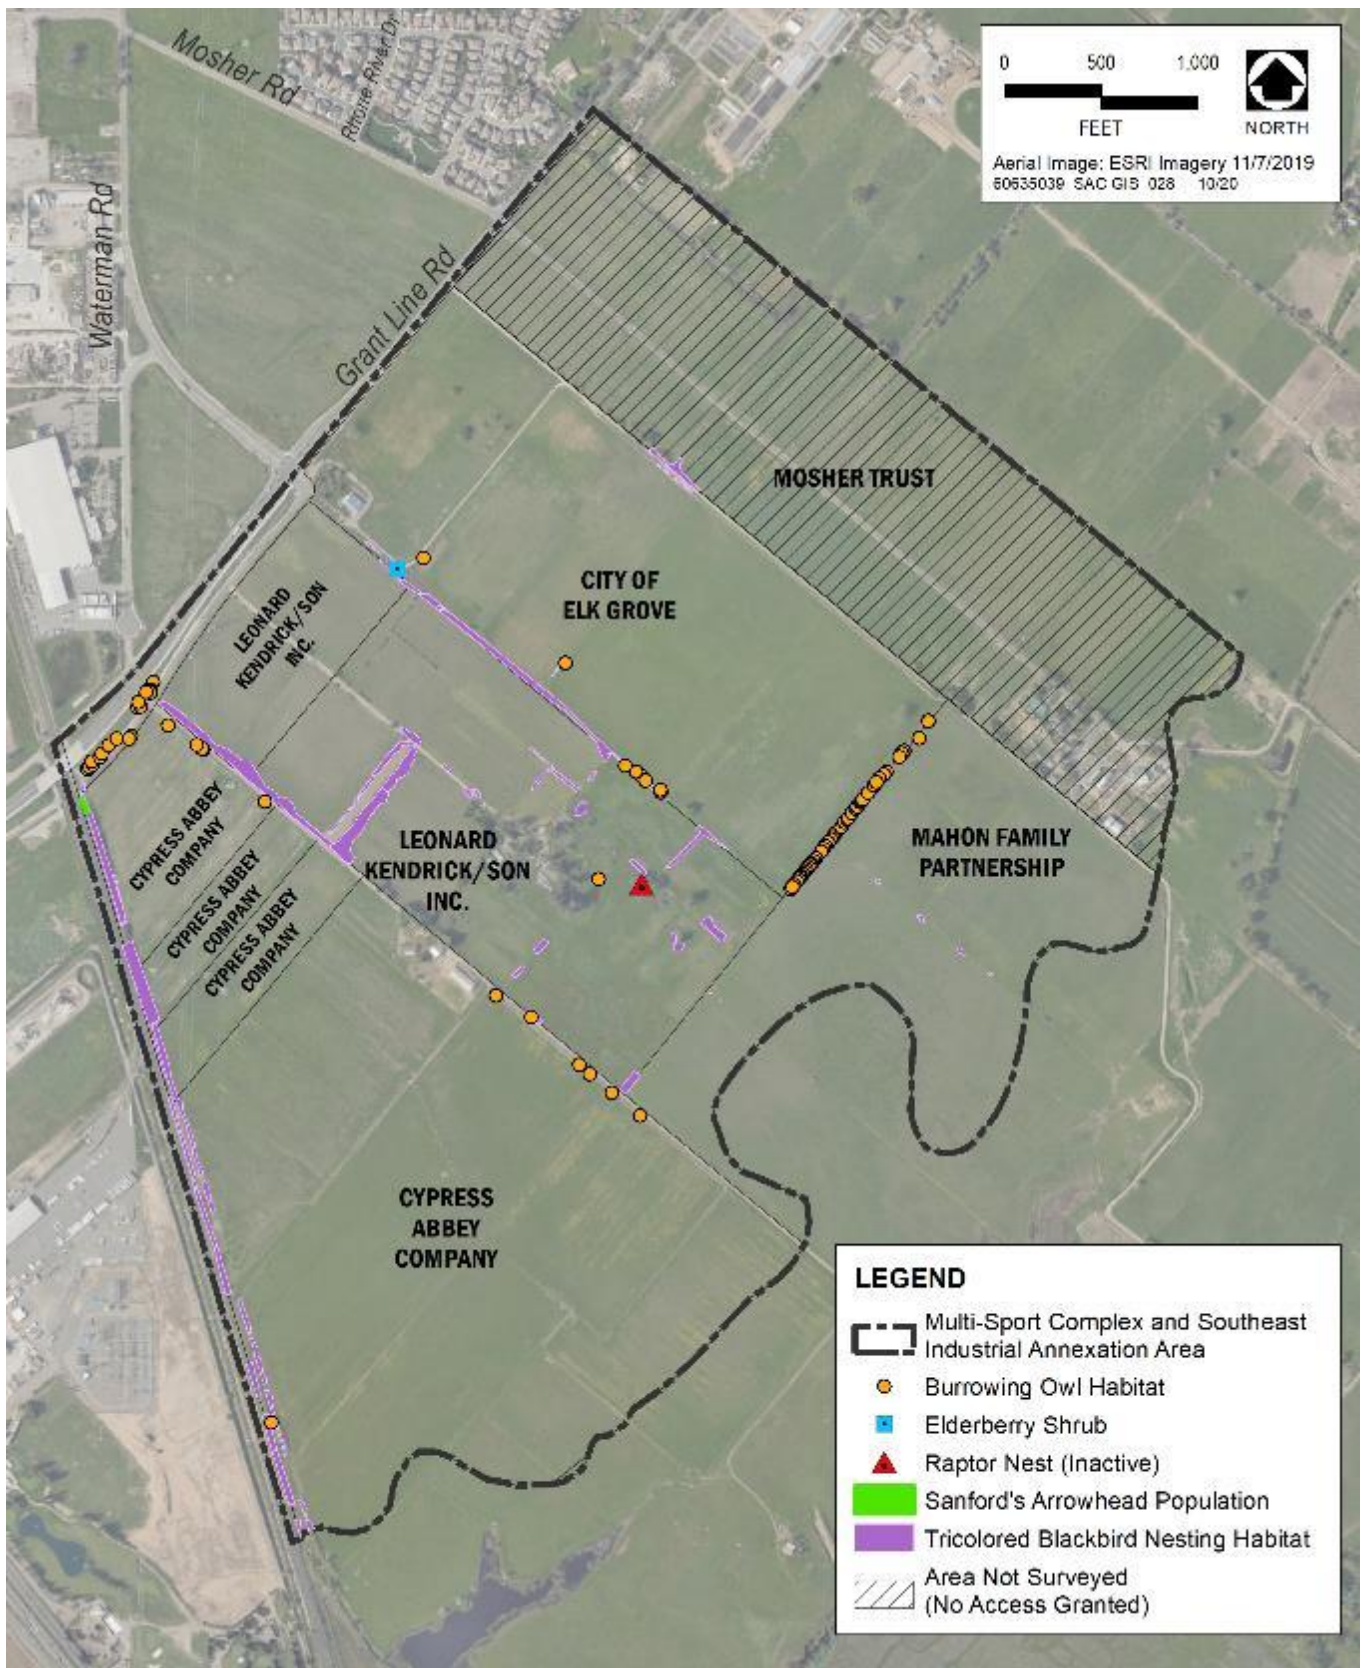 Mosher Rd
Rhone River Dr
Waterman Rd
Grant Line Rd
0 500 1,000
FEET
NORTH
Aerial Image: ESRI Imagery 11/7/2019
60635039 SAC GIS 028 10/20
MOSHER TRUST
CITY OF
ELK GROVE
LEONARD
KENDRICK/SON
INC.
MAHON FAMILY
PARTNERSHIP
LEONARD
KENDRICK/SON
INC.
CYPRESS ABBEY
COMPANY
CYPRESS ABBEY
COMPANY
CYPRESS ABBEY
COMPANY
CYPRESS
ABBEY
COMPANY
LEGEND
Multi-Sport Complex and Southeast
Industrial Annexation Area
Burrowing Owl Habitat
Elderberry Shrub
Raptor Nest (Inactive)
Sanford's Arrowhead Population
Tricolored Blackbird Nesting Habitat
Area Not Surveyed
(No Access Granted)